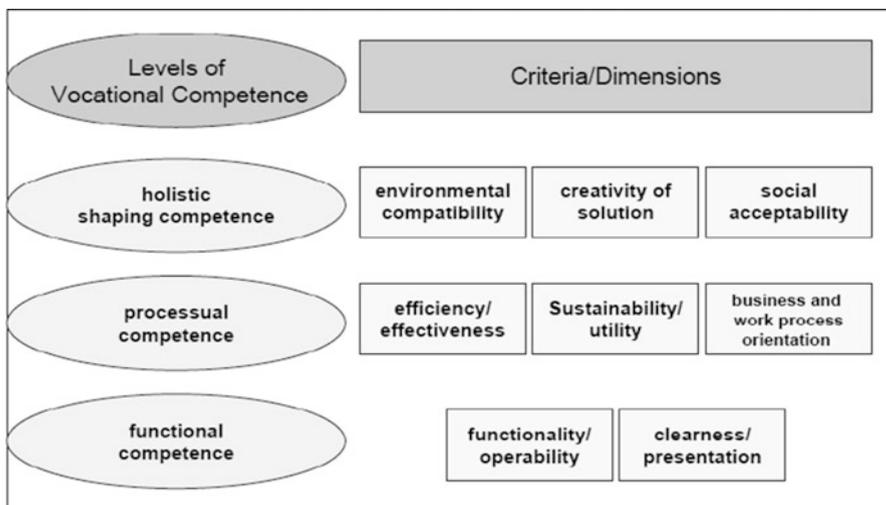 Levels of
Vocational Competence
Criteria/Dimensions
holistic
shaping competence
environmental
compatibility
creativity of
solution
social
acceptability
processual
competence
efficiency/
effectiveness
Sustainability/
utility
business and
work process
orientation
functional
competence
functionality/
operability
clearness/
presentation